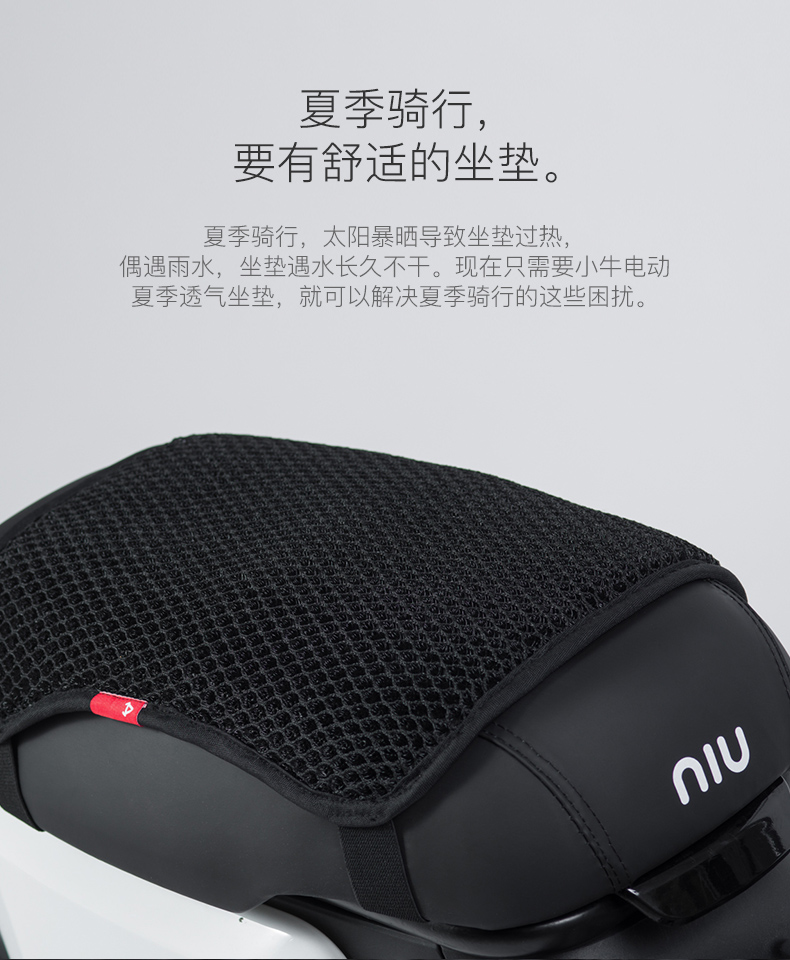 夏季骑行，
要有舒适的坐垫。
夏季骑行，太阳暴晒导致坐垫过热，
偶遇雨水，坐垫遇水长久不干。现在只需要小牛电动
夏季透气坐垫，就可以解决夏季骑行的这些困扰。
niu